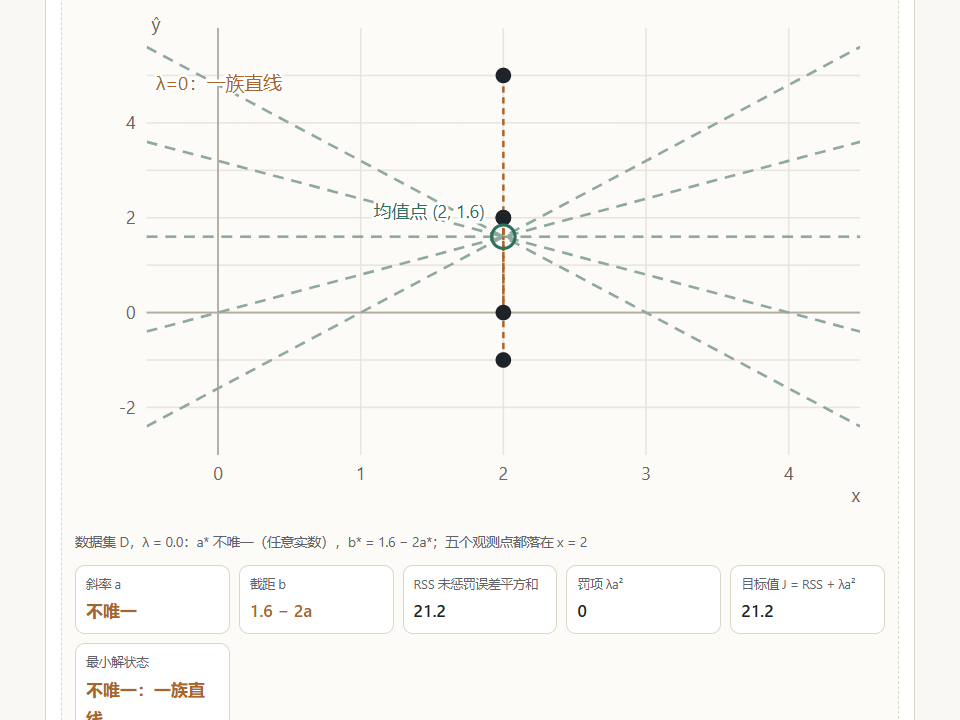 ŷ
λ=0：一族直线
4
均值点 (2, 1.6)
2
0
-2
0 1 2 3 4
x
数据集 D，λ = 0.0：a* 不唯一（任意实数），b* = 1.6 − 2a*；五个观测点都落在 x = 2
斜率 a
不唯一
截距 b
1.6 − 2a
RSS 未惩罚误差平方和
21.2
罚项 λa²
0
目标值 J = RSS + λa²
21.2
最小解状态
不唯一：一族直
线